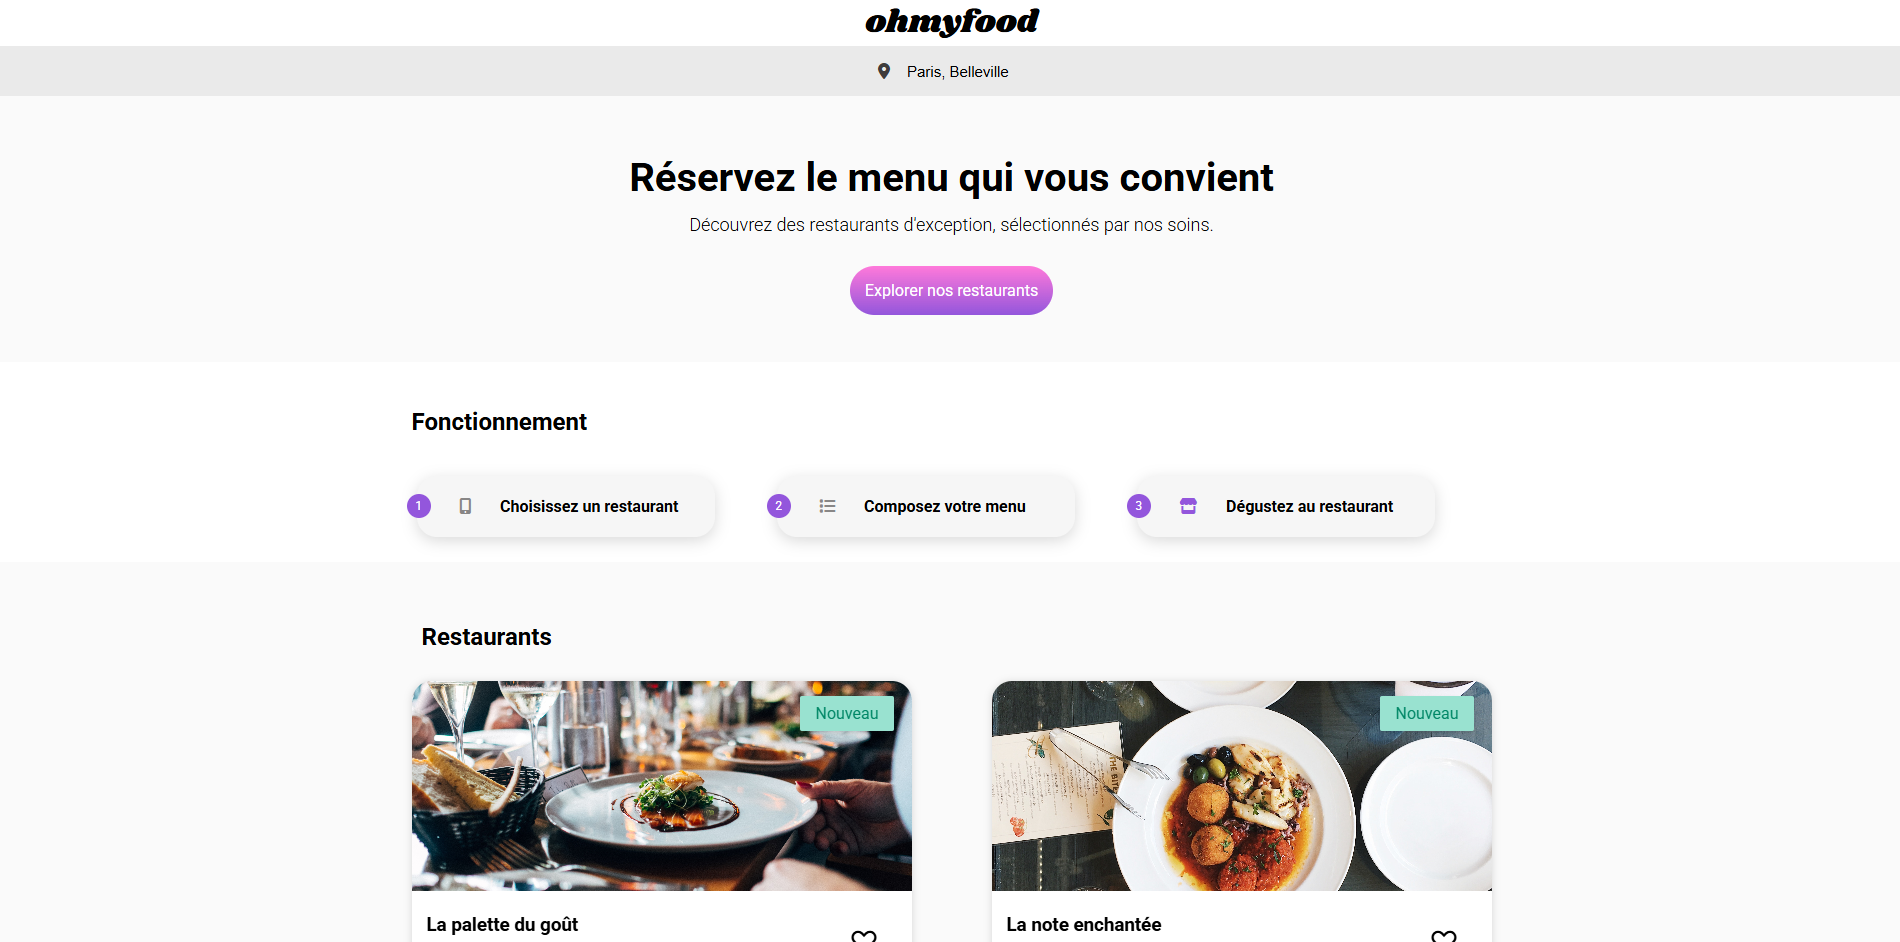 ohmyfood
Paris, Belleville
Réservez le menu qui vous convient
Découvrez des restaurants d'exception, sélectionnés par nos soins.
Explorer nos restaurants
Fonctionnement
1 Choisissez un restaurant
2 Composez votre menu
3 Dégustez au restaurant
Restaurants
Nouveau
Nouveau
La palette du goût
La note enchantée